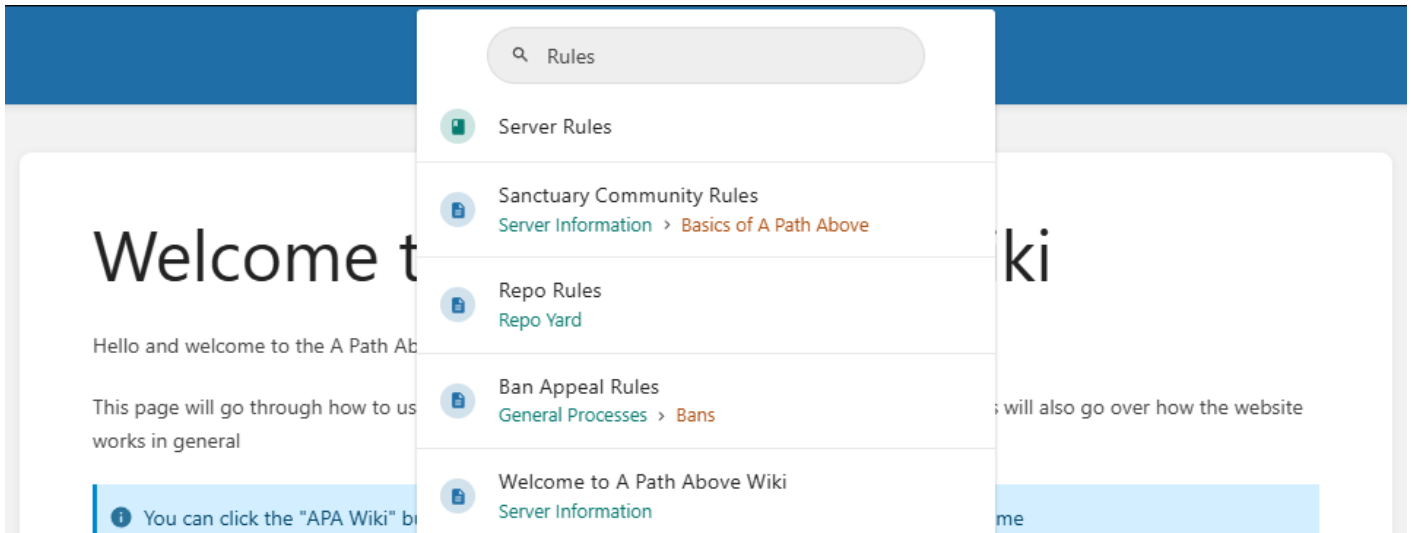 Rules
Server Rules
Sanctuary Community Rules
Server Information > Basics of A Path Above
Repo Rules
Repo Yard
Ban Appeal Rules
General Processes > Bans
Welcome to A Path Above Wiki
Server Information
Welcome t
ki
Hello and welcome to the A Path Ab
This page will go through how to us
s will also go over how the website
works in general
You can click the "APA Wiki" bu
me